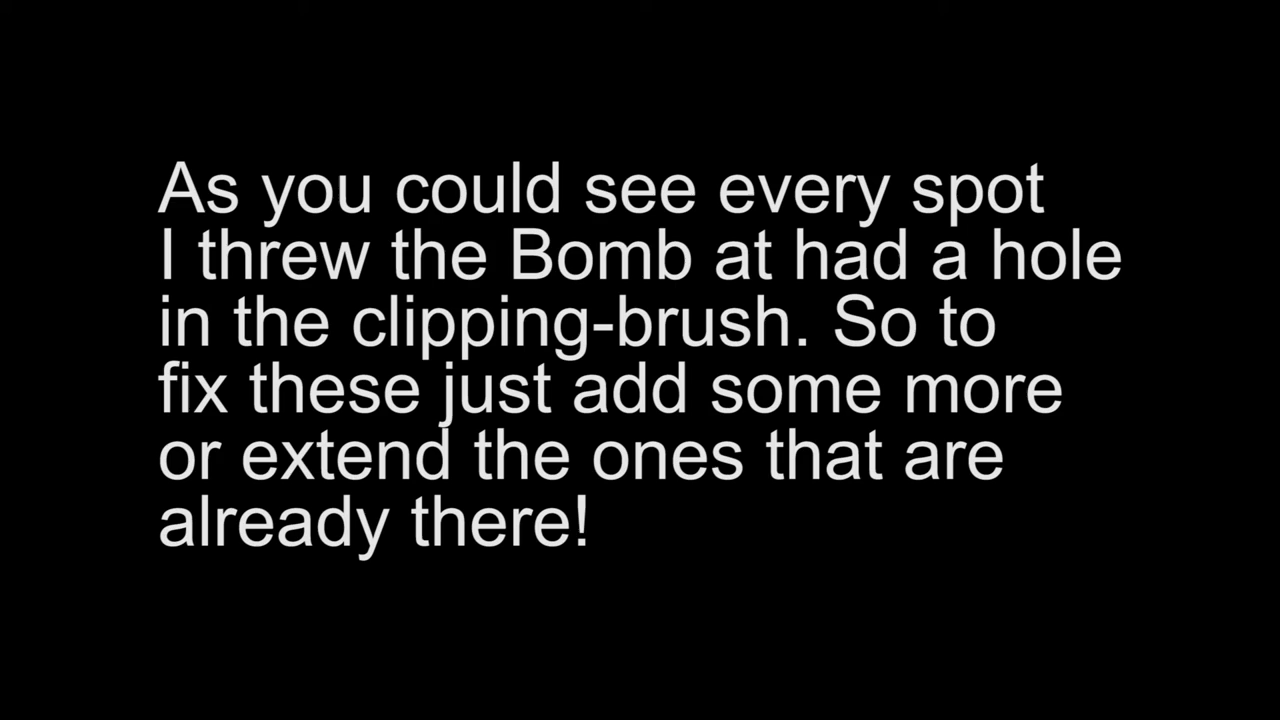 As you could see every spot
I threw the Bomb at had a hole
in the clipping-brush. So to
fix these just add some more
or extend the ones that are
already there!